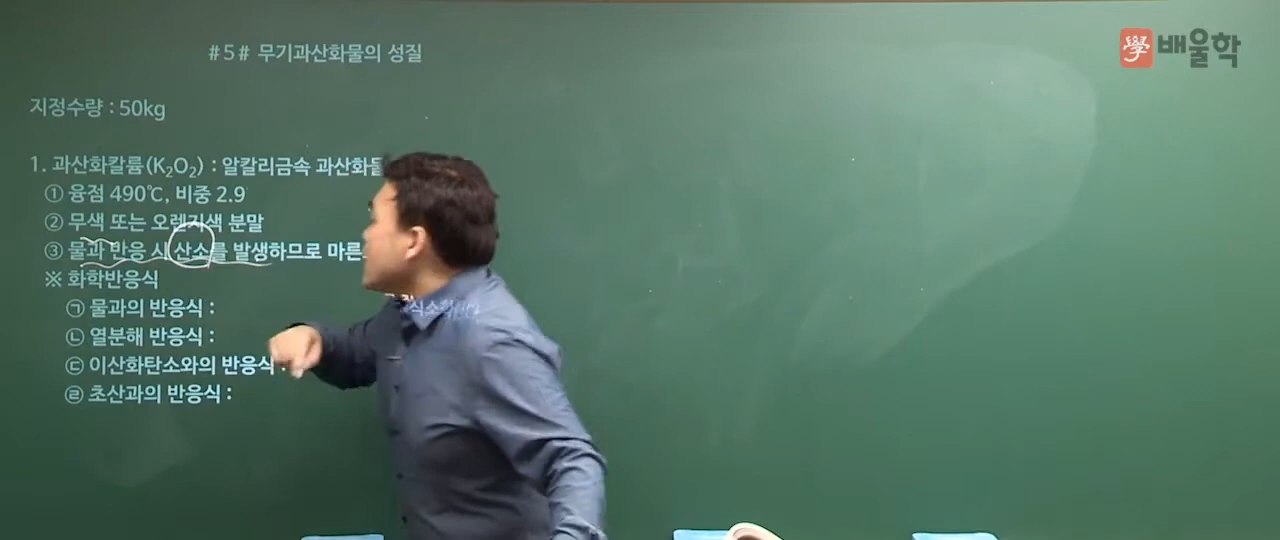 #5# 무기과산화물의 성질
學 배울학
지정수량 : 50kg
1. 과산화칼륨(K₂O₂) : 알칼리금속 과산화물
① 융점 490℃, 비중 2.9
② 무색 또는 오렌지색 분말
③ 물과 반응 시 산소를 발생하므로 마른
※ 화학반응식
㉠ 물과의 반응식 :
㉡ 열분해 반응식 :
㉢ 이산화탄소와의 반응식 :
㉣ 초산과의 반응식 :